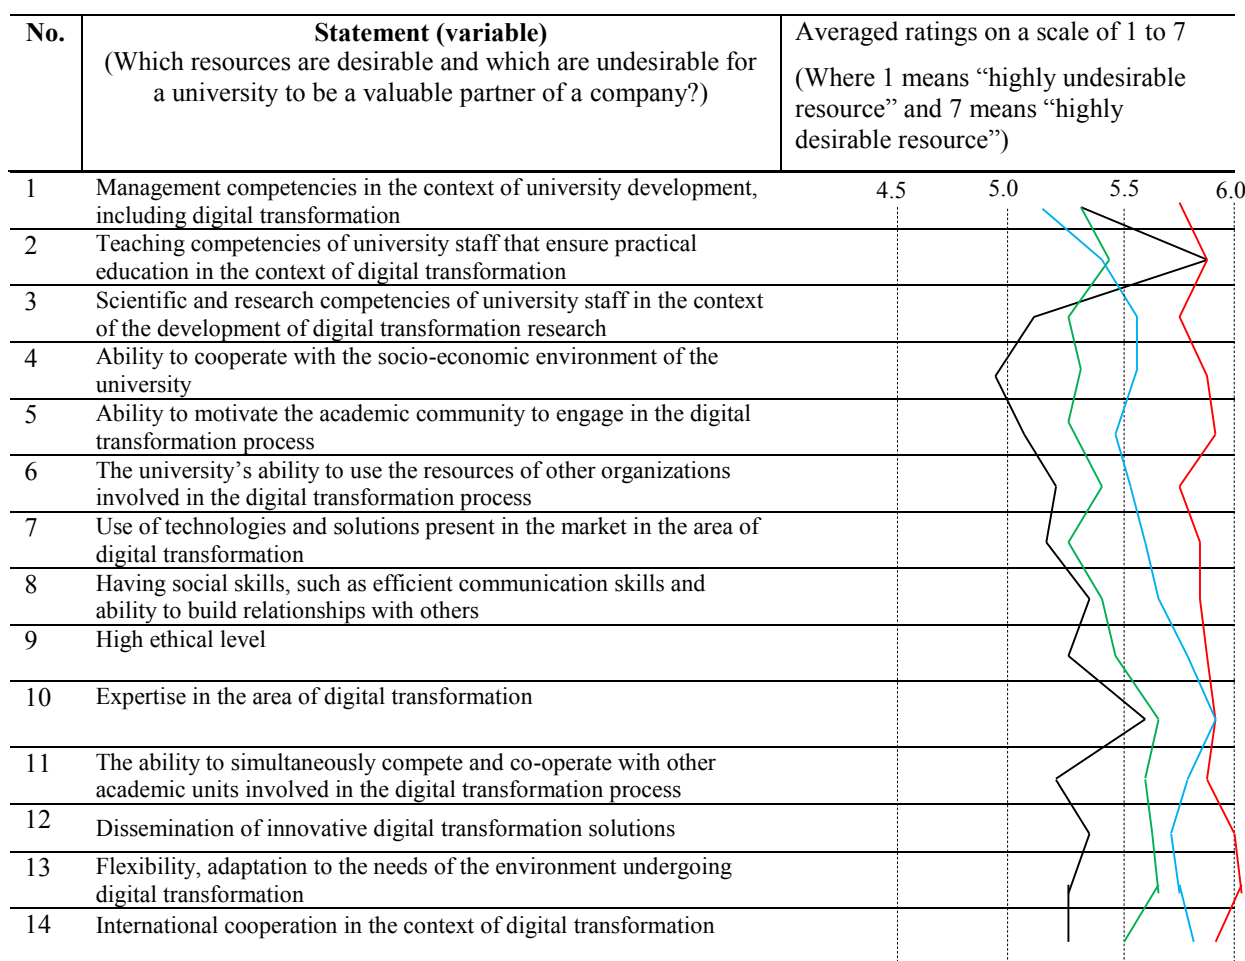 No.
Statement (variable)
(Which resources are desirable and which are undesirable for
a university to be a valuable partner of a company?)
Averaged ratings on a scale of 1 to 7
(Where 1 means “highly undesirable
resource” and 7 means “highly
desirable resource”)
4.5 5.0 5.5 6.0
1
Management competencies in the context of university development,
including digital transformation
2
Teaching competencies of university staff that ensure practical
education in the context of digital transformation
3
Scientific and research competencies of university staff in the context
of the development of digital transformation research
4
Ability to cooperate with the socio-economic environment of the
university
5
Ability to motivate the academic community to engage in the digital
transformation process
6
The university’s ability to use the resources of other organizations
involved in the digital transformation process
7
Use of technologies and solutions present in the market in the area of
digital transformation
8
Having social skills, such as efficient communication skills and
ability to build relationships with others
9
High ethical level
10
Expertise in the area of digital transformation
11
The ability to simultaneously compete and co-operate with other
academic units involved in the digital transformation process
12
Dissemination of innovative digital transformation solutions
13
Flexibility, adaptation to the needs of the environment undergoing
digital transformation
14
International cooperation in the context of digital transformation